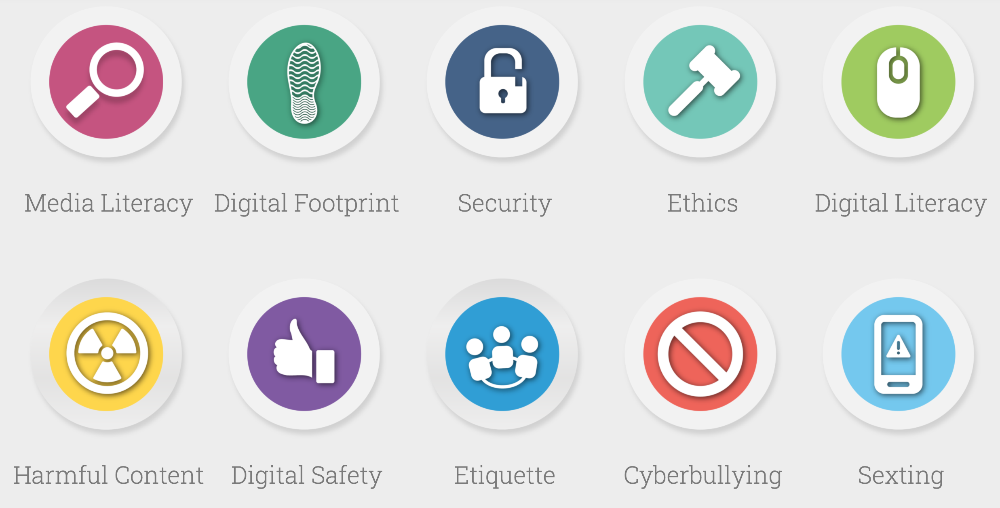 Media Literacy
Digital Footprint
Security
Ethics
Digital Literacy
Harmful Content
Digital Safety
Etiquette
Cyberbullying
Sexting